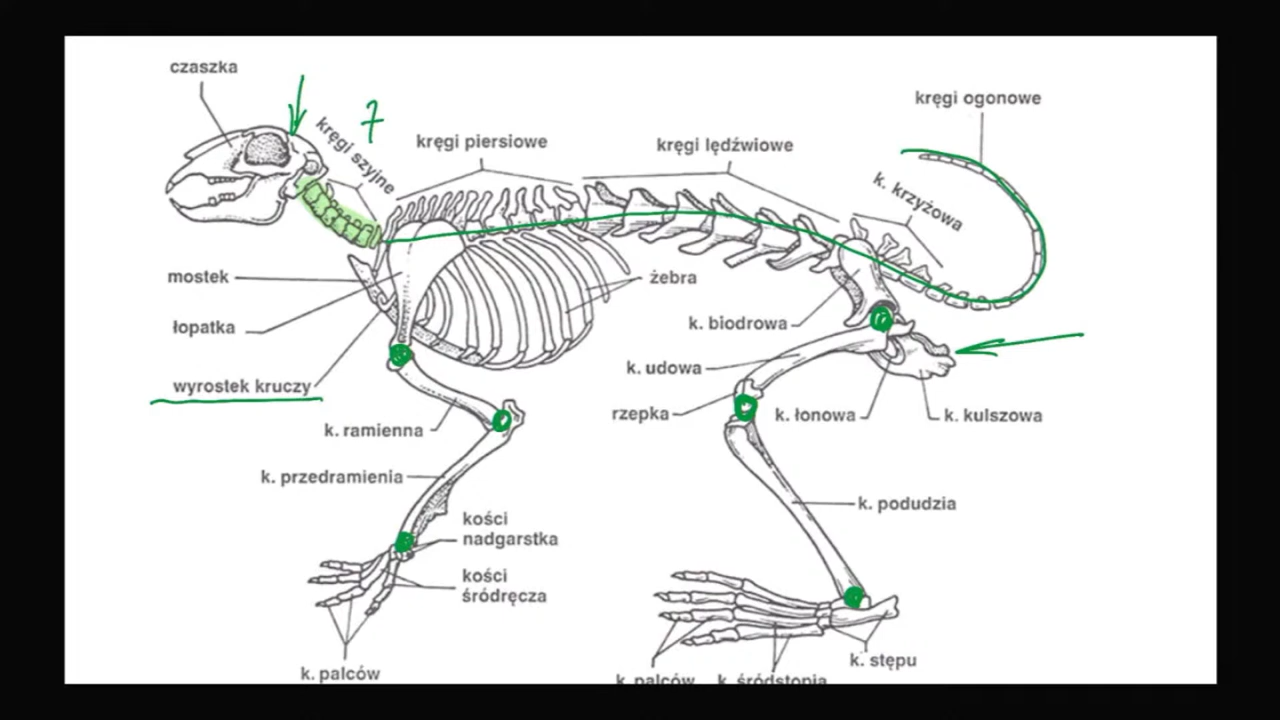 czaszka
7
kręgi szyjne
kręgi piersiowe
kręgi lędźwiowe
kręgi ogonowe
k. krzyżowa
mostek
łopatka
wyrostek kruczy
żebra
k. biodrowa
k. udowa
rzepka
k. łonowa
k. kulszowa
k. ramienna
k. przedramienia
k. podudzia
kości
nadgarstka
kości
śródręcza
k. palców
k. stępu
k. palców
k. śródstopia